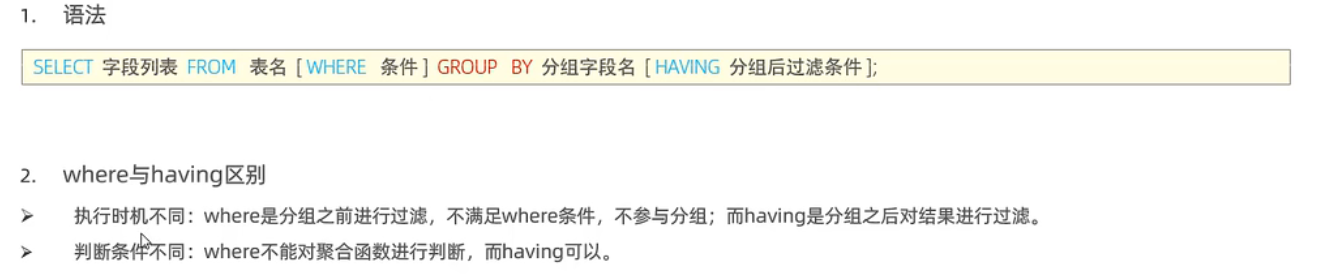 1. 语法
SELECT 字段列表 FROM 表名 [ WHERE 条件 ] GROUP BY 分组字段名 [ HAVING 分组后过滤条件 ];
2. where与having区别
➢ 执行时机不同：where是分组之前进行过滤，不满足where条件，不参与分组；而having是分组之后对结果进行过滤。
➢ 判断条件不同：where不能对聚合函数进行判断，而having可以。